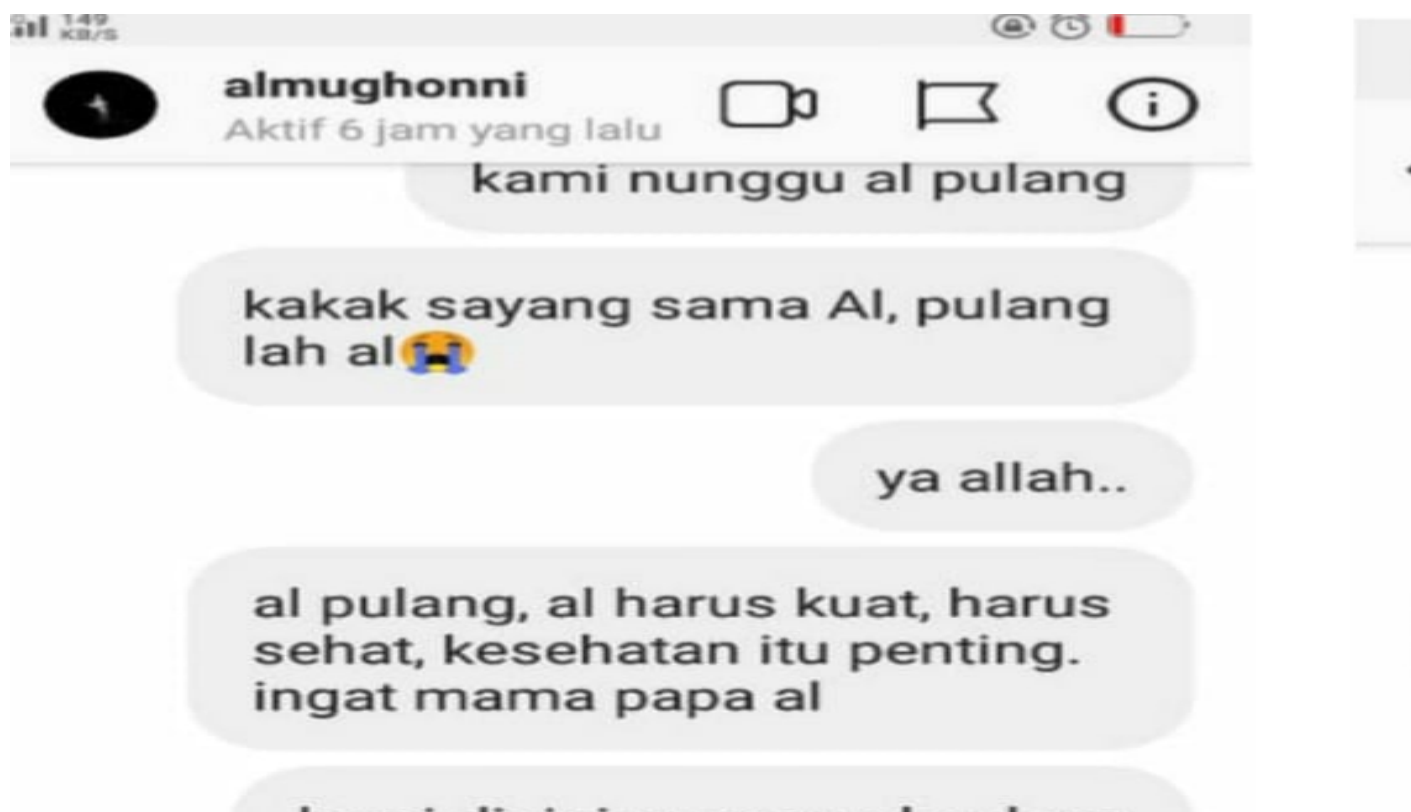 149
KB/S
almughonni
Aktif 6 jam yang lalu
kami nunggu al pulang
kakak sayang sama Al, pulang
lah al😭
ya allah..
al pulang, al harus kuat, harus
sehat, kesehatan itu penting.
ingat mama papa al